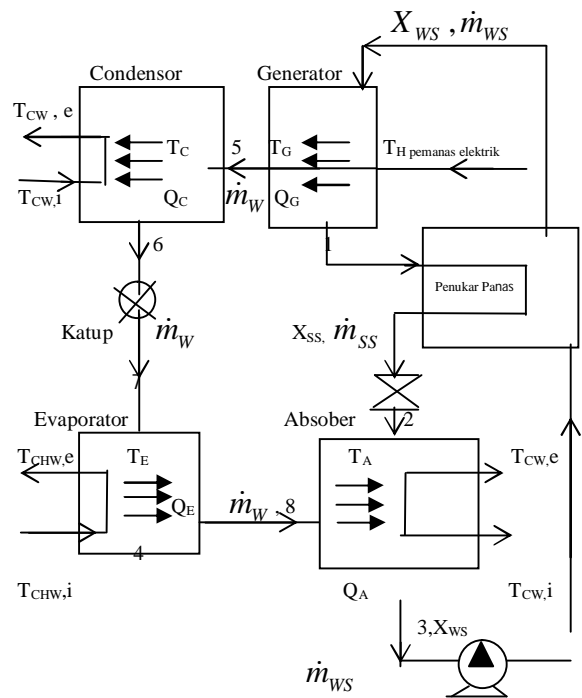 X_WS , ṁ_WS
Condensor
Generator
T_CW , e
T_C
5
T_G
T_H pemanas elektrik
T_CW,i
Q_C
ṁ_W
Q_G
1
6
Penukar Panas
Katup
ṁ_W
X_SS, ṁ_SS
7
Evaporator
Absober
2
T_CHW,e
T_E
T_A
T_CW,e
Q_E
ṁ_W , 8
4
T_CHW,i
Q_A
T_CW,i
3,X_WS
ṁ_WS